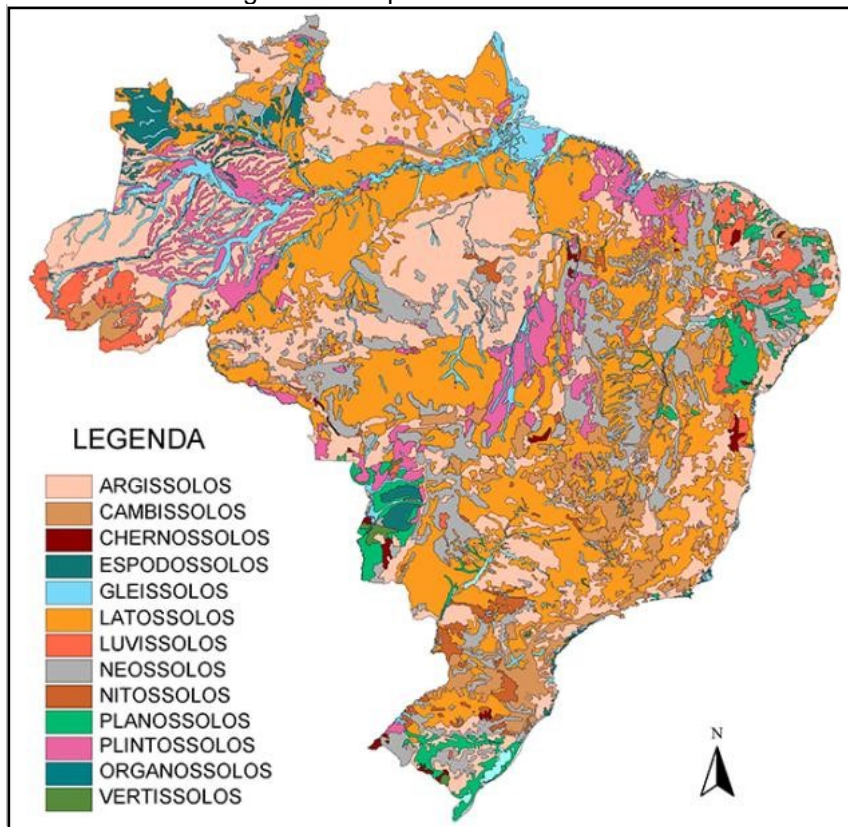 N
LEGENDA
ARGISSOLOS
CAMBISSOLOS
CHERNOSSOLOS
ESPODOSSOLOS
GLEISSOLOS
LATOSSOLOS
LUVISSOLOS
NEOSSOLOS
NITOSSOLOS
PLANOSSOLOS
PLINTOSSOLOS
ORGANOSSOLOS
VERTISSOLOS